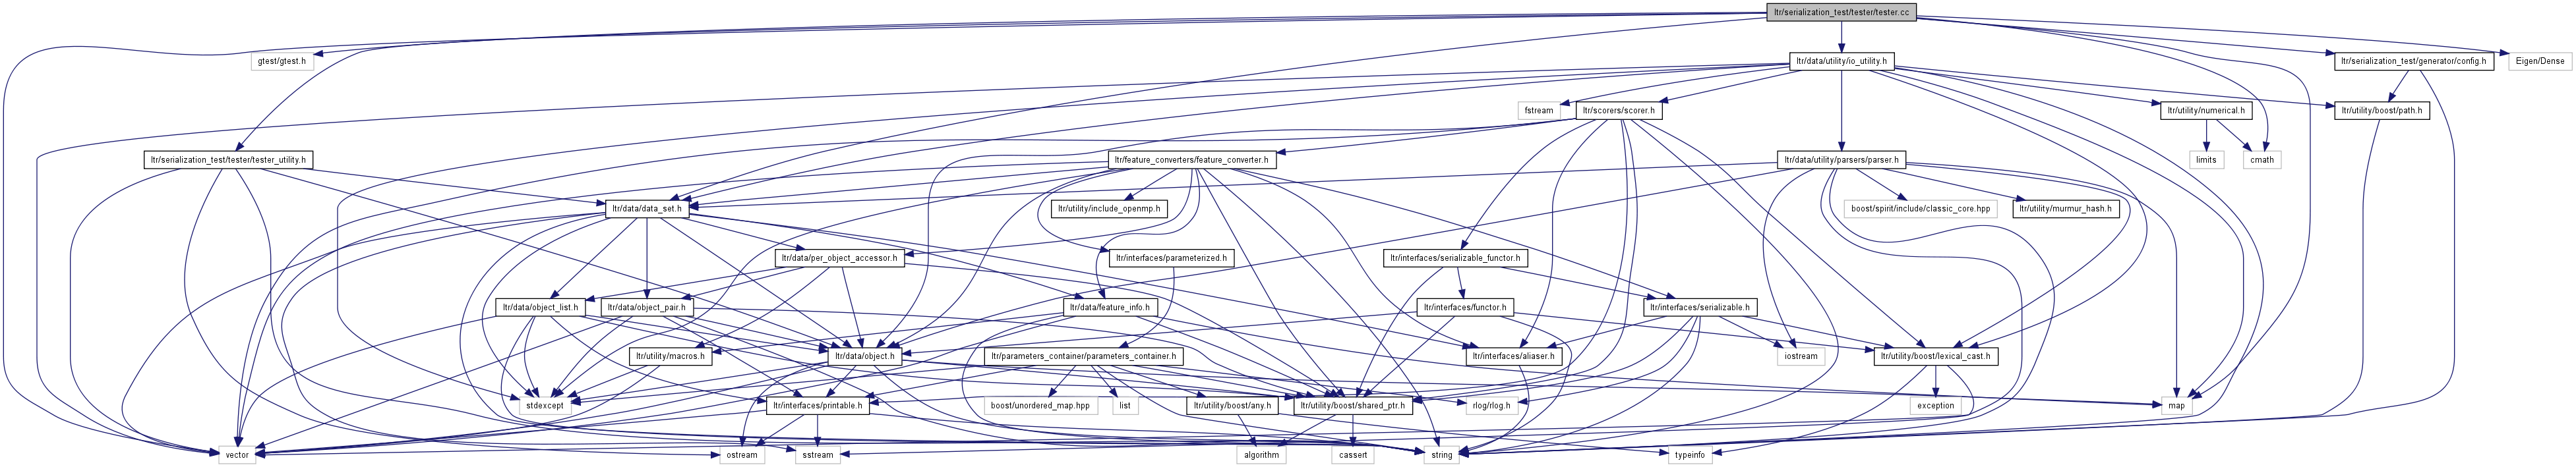 ltr/serialization_test/tester/tester.cc
gtest/gtest.h
ltr/data/utility/io_utility.h
ltr/serialization_test/generator/config.h
Eigen/Dense
fstream
ltr/scorers/scorer.h
ltr/utility/numerical.h
ltr/utility/boost/path.h
ltr/serialization_test/tester/tester_utility.h
ltr/feature_converters/feature_converter.h
ltr/data/utility/parsers/parser.h
limits
cmath
ltr/data/data_set.h
ltr/utility/include_openmp.h
boost/spirit/include/classic_core.hpp
ltr/utility/murmur_hash.h
ltr/data/per_object_accessor.h
ltr/interfaces/parameterized.h
ltr/interfaces/serializable_functor.h
ltr/data/object_list.h
ltr/data/object_pair.h
ltr/data/feature_info.h
ltr/interfaces/functor.h
ltr/interfaces/serializable.h
ltr/utility/macros.h
ltr/data/object.h
ltr/parameters_container/parameters_container.h
ltr/interfaces/aliaser.h
iostream
ltr/utility/boost/lexical_cast.h
stdexcept
ltr/interfaces/printable.h
boost/unordered_map.hpp
list
ltr/utility/boost/any.h
ltr/utility/boost/shared_ptr.h
rlog/rlog.h
exception
map
vector
ostream
sstream
algorithm
cassert
string
typeinfo